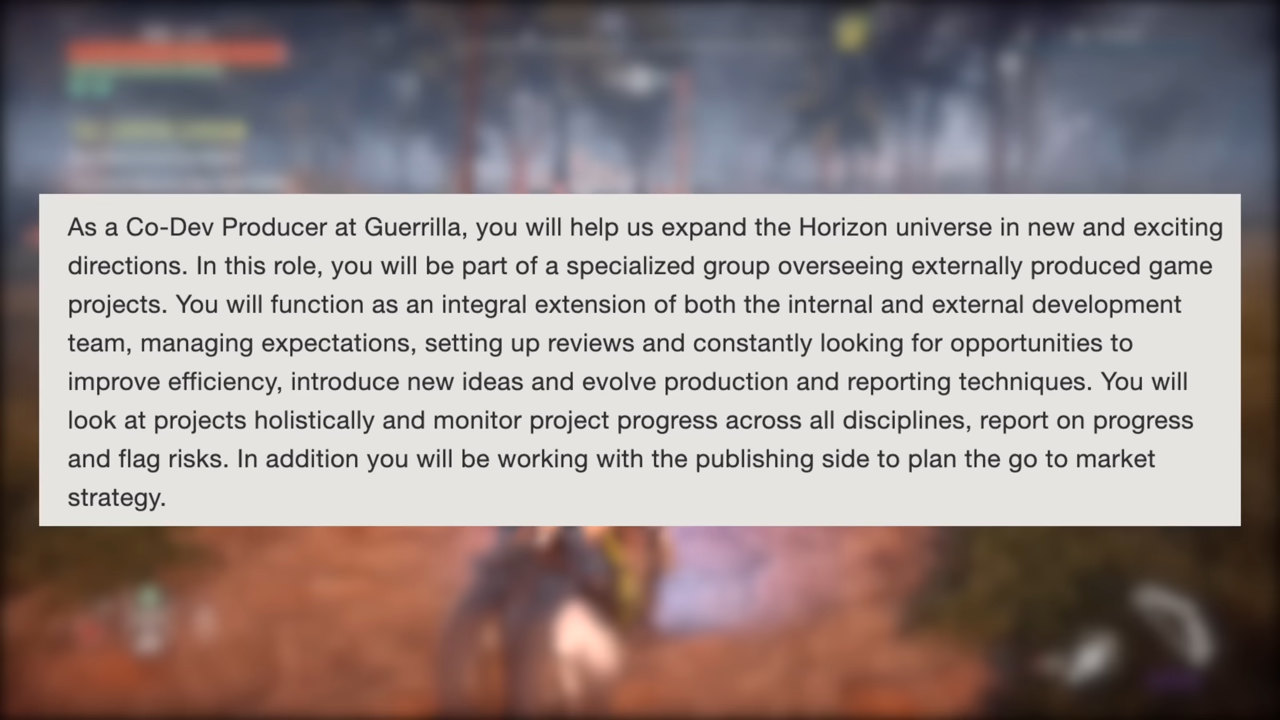 As a Co-Dev Producer at Guerrilla, you will help us expand the Horizon universe in new and exciting
directions. In this role, you will be part of a specialized group overseeing externally produced game
projects. You will function as an integral extension of both the internal and external development
team, managing expectations, setting up reviews and constantly looking for opportunities to
improve efficiency, introduce new ideas and evolve production and reporting techniques. You will
look at projects holistically and monitor project progress across all disciplines, report on progress
and flag risks. In addition you will be working with the publishing side to plan the go to market
strategy.